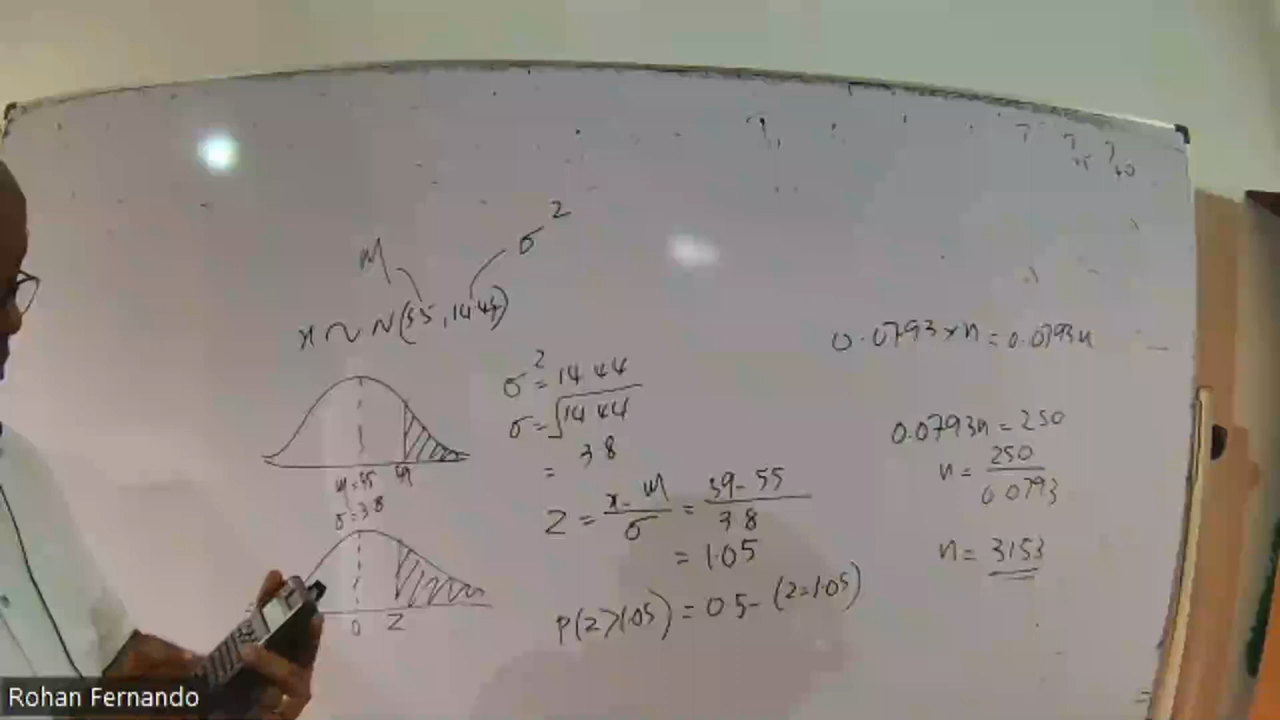 μ
σ²
x ~ N(55, 14.44)
μ = 55 59
σ = 3.8
0 Z
σ² = 14.44
σ = √14.44
= 3.8
Z = x - μ / σ = 59 - 55 / 3.8
= 1.05
P(Z > 1.05) = 0.5 - (Z = 1.05)
0.0793 × n = 0.0793n
0.0793n = 250
n = 250 / 0.0793
n = 3153
Rohan Fernando